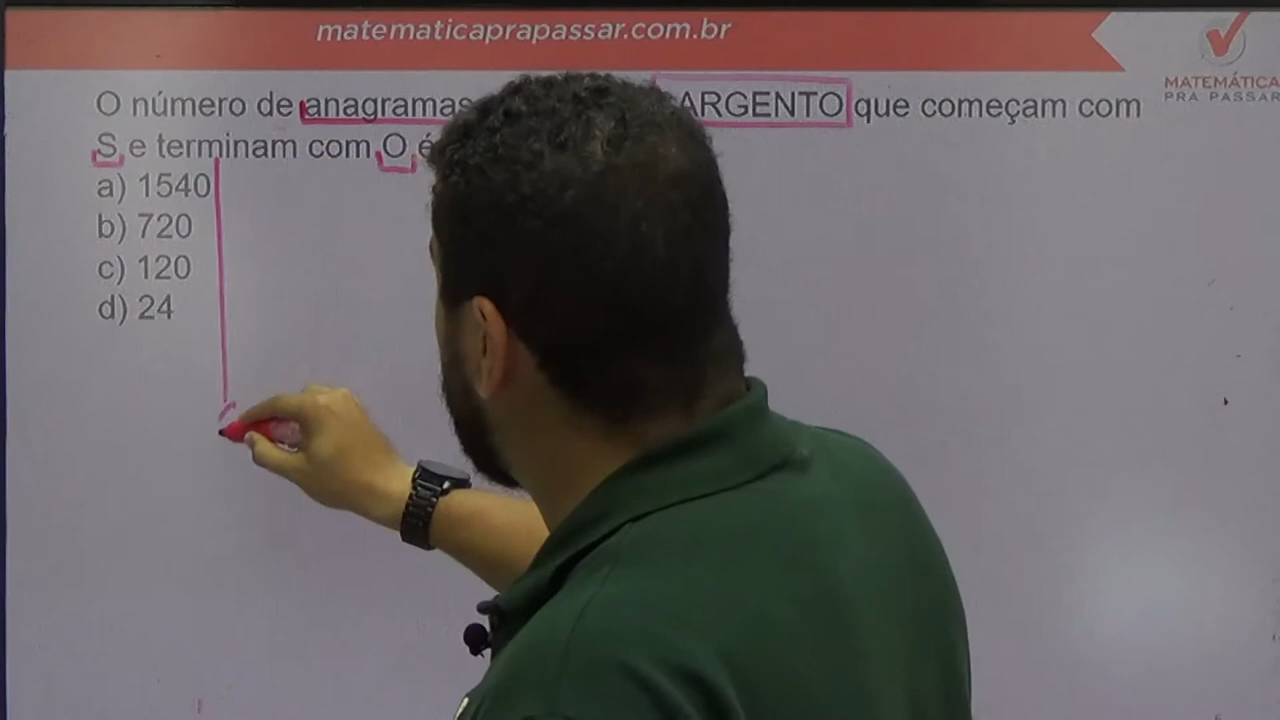 matematicaprapassar.com.br
MATEMÁTICA
PRA PASSAR
O número de anagramas ARGENTO que começam com
S e terminam com O é
a) 1540
b) 720
c) 120
d) 24